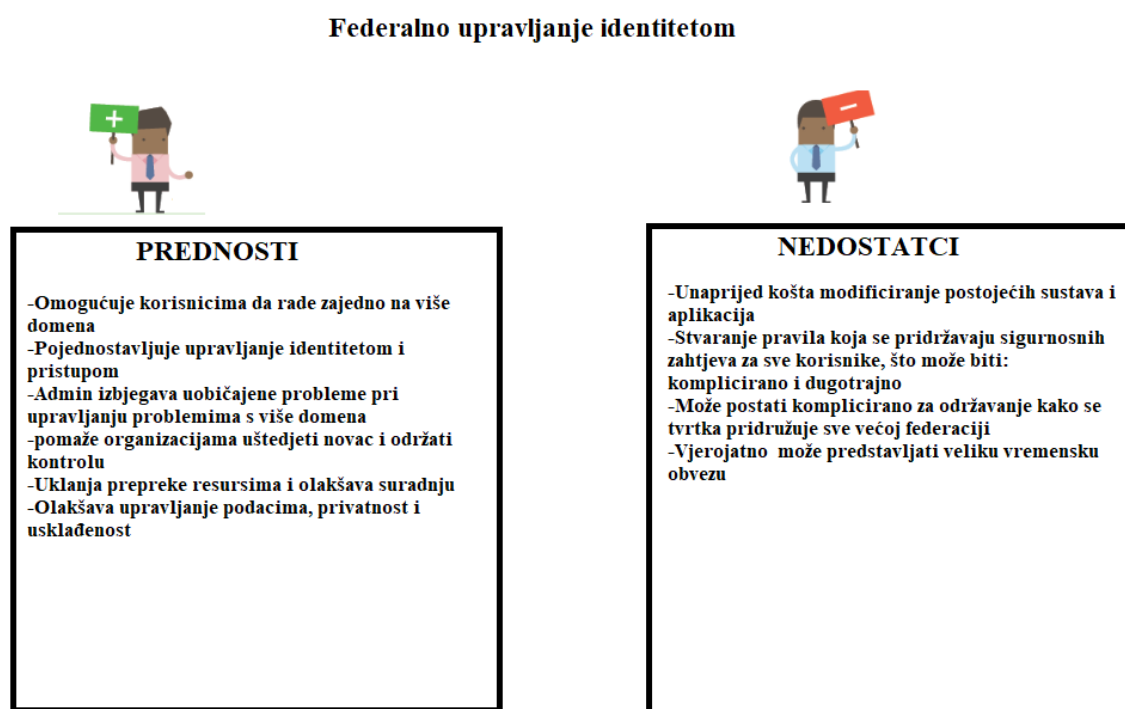 Federalno upravljanje identitetom
+
−
PREDNOSTI
-Omogućuje korisnicima da rade zajedno na više
domena
-Pojednostavljuje upravljanje identitetom i
pristupom
-Admin izbjegava uobičajene probleme pri
upravljanju problemima s više domena
-pomaže organizacijama uštedjeti novac i održati
kontrolu
-Uklanja prepreke resursima i olakšava suradnju
-Olakšava upravljanje podacima, privatnost i
usklađenost
NEDOSTATCI
-Unaprijed košta modificiranje postojećih sustava i
aplikacija
-Stvaranje pravila koja se pridržavaju sigurnosnih
zahtjeva za sve korisnike, što može biti:
komplicirano i dugotrajno
-Može postati komplicirano za održavanje kako se
tvrtka pridružuje sve većoj federaciji
-Vjerojatno  može predstavljati veliku vremensku
obvezu